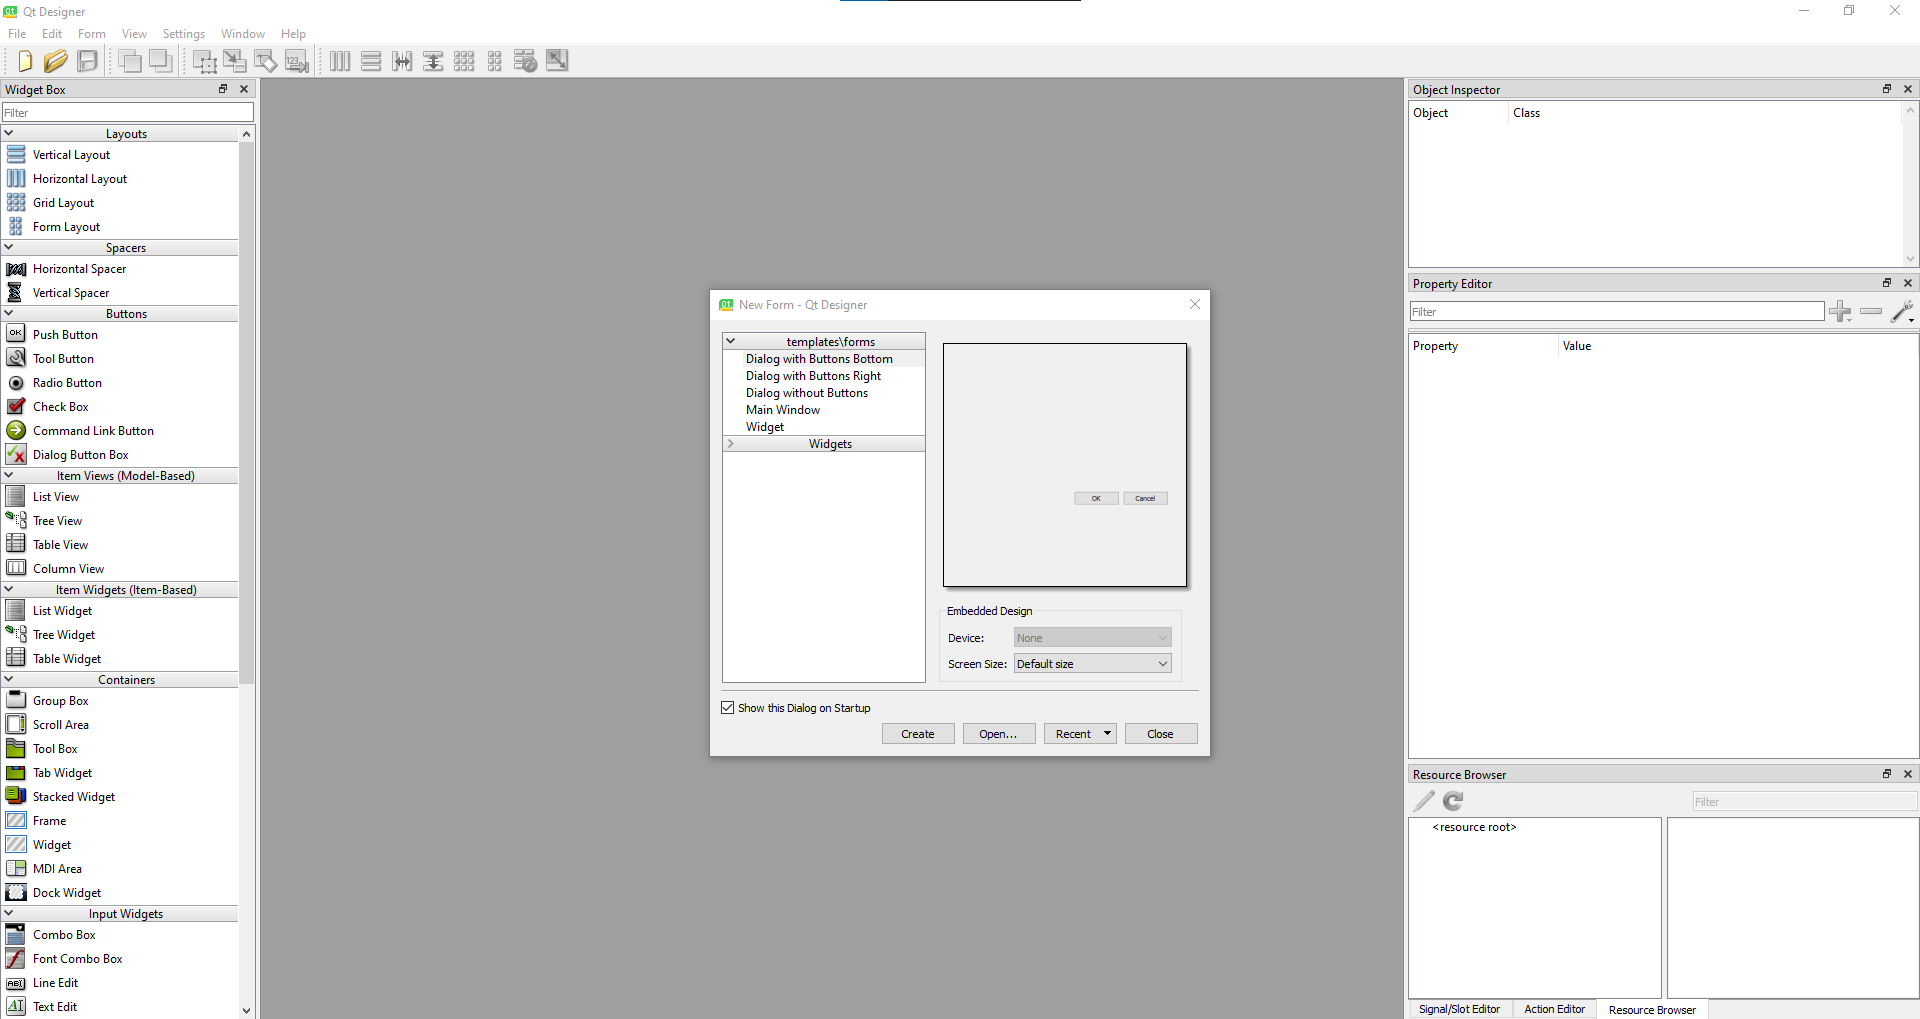 Qt Designer
File Edit Form View Settings Window Help
Widget Box
Filter
Layouts
Vertical Layout
Horizontal Layout
Grid Layout
Form Layout
Spacers
Horizontal Spacer
Vertical Spacer
Buttons
Push Button
Tool Button
Radio Button
Check Box
Command Link Button
Dialog Button Box
Item Views (Model-Based)
List View
Tree View
Table View
Column View
Item Widgets (Item-Based)
List Widget
Tree Widget
Table Widget
Containers
Group Box
Scroll Area
Tool Box
Tab Widget
Stacked Widget
Frame
Widget
MDI Area
Dock Widget
Input Widgets
Combo Box
Font Combo Box
Line Edit
Text Edit
New Form - Qt Designer
templates\forms
Dialog with Buttons Bottom
Dialog with Buttons Right
Dialog without Buttons
Main Window
Widget
Widgets
OK Cancel
Embedded Design
Device: None
Screen Size: Default size
Show this Dialog on Startup
Create Open... Recent Close
Object Inspector
Object Class
Property Editor
Filter
Property Value
Resource Browser
Filter
<resource root>
Signal/Slot Editor Action Editor Resource Browser